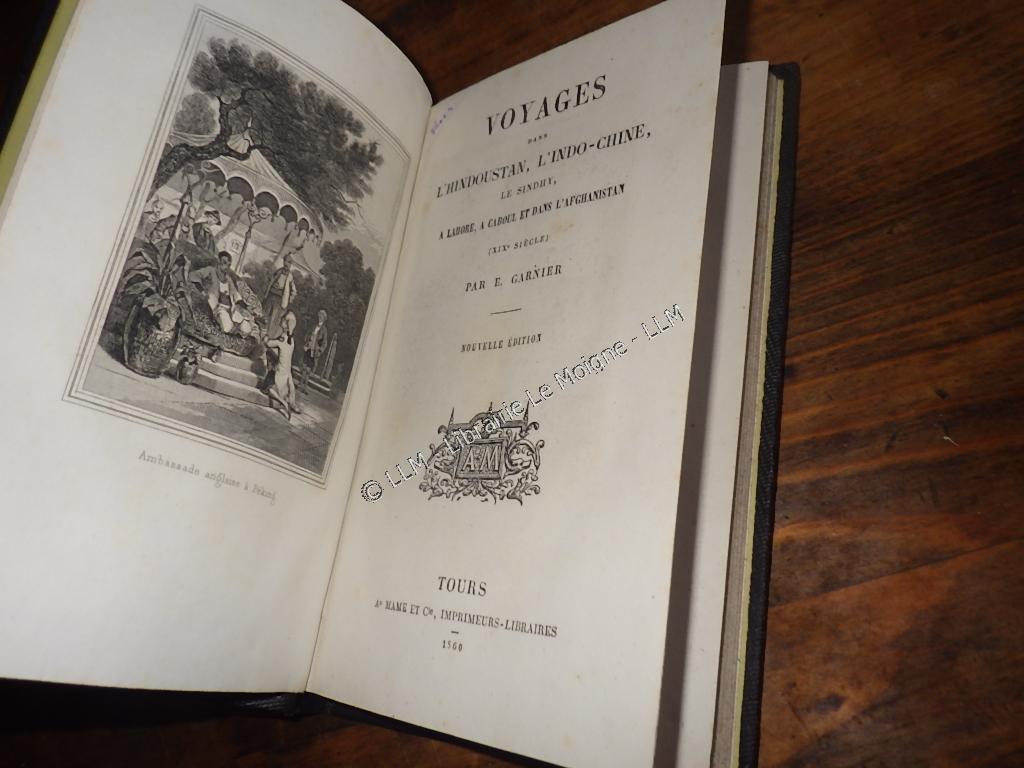 Ambassade anglaise à Péking
VOYAGES
DANS
L'HINDOUSTAN, L'INDO-CHINE,
LE SINDHY,
A LAHORE, A CABOUL ET DANS L'AFGHANISTAN
(XIXe SIÈCLE)
PAR E. GARNIER
NOUVELLE ÉDITION
© LLM - Librairie Le Moigne - LLM
A M
TOURS
Ad MAME ET Cie, IMPRIMEURS-LIBRAIRES
1860